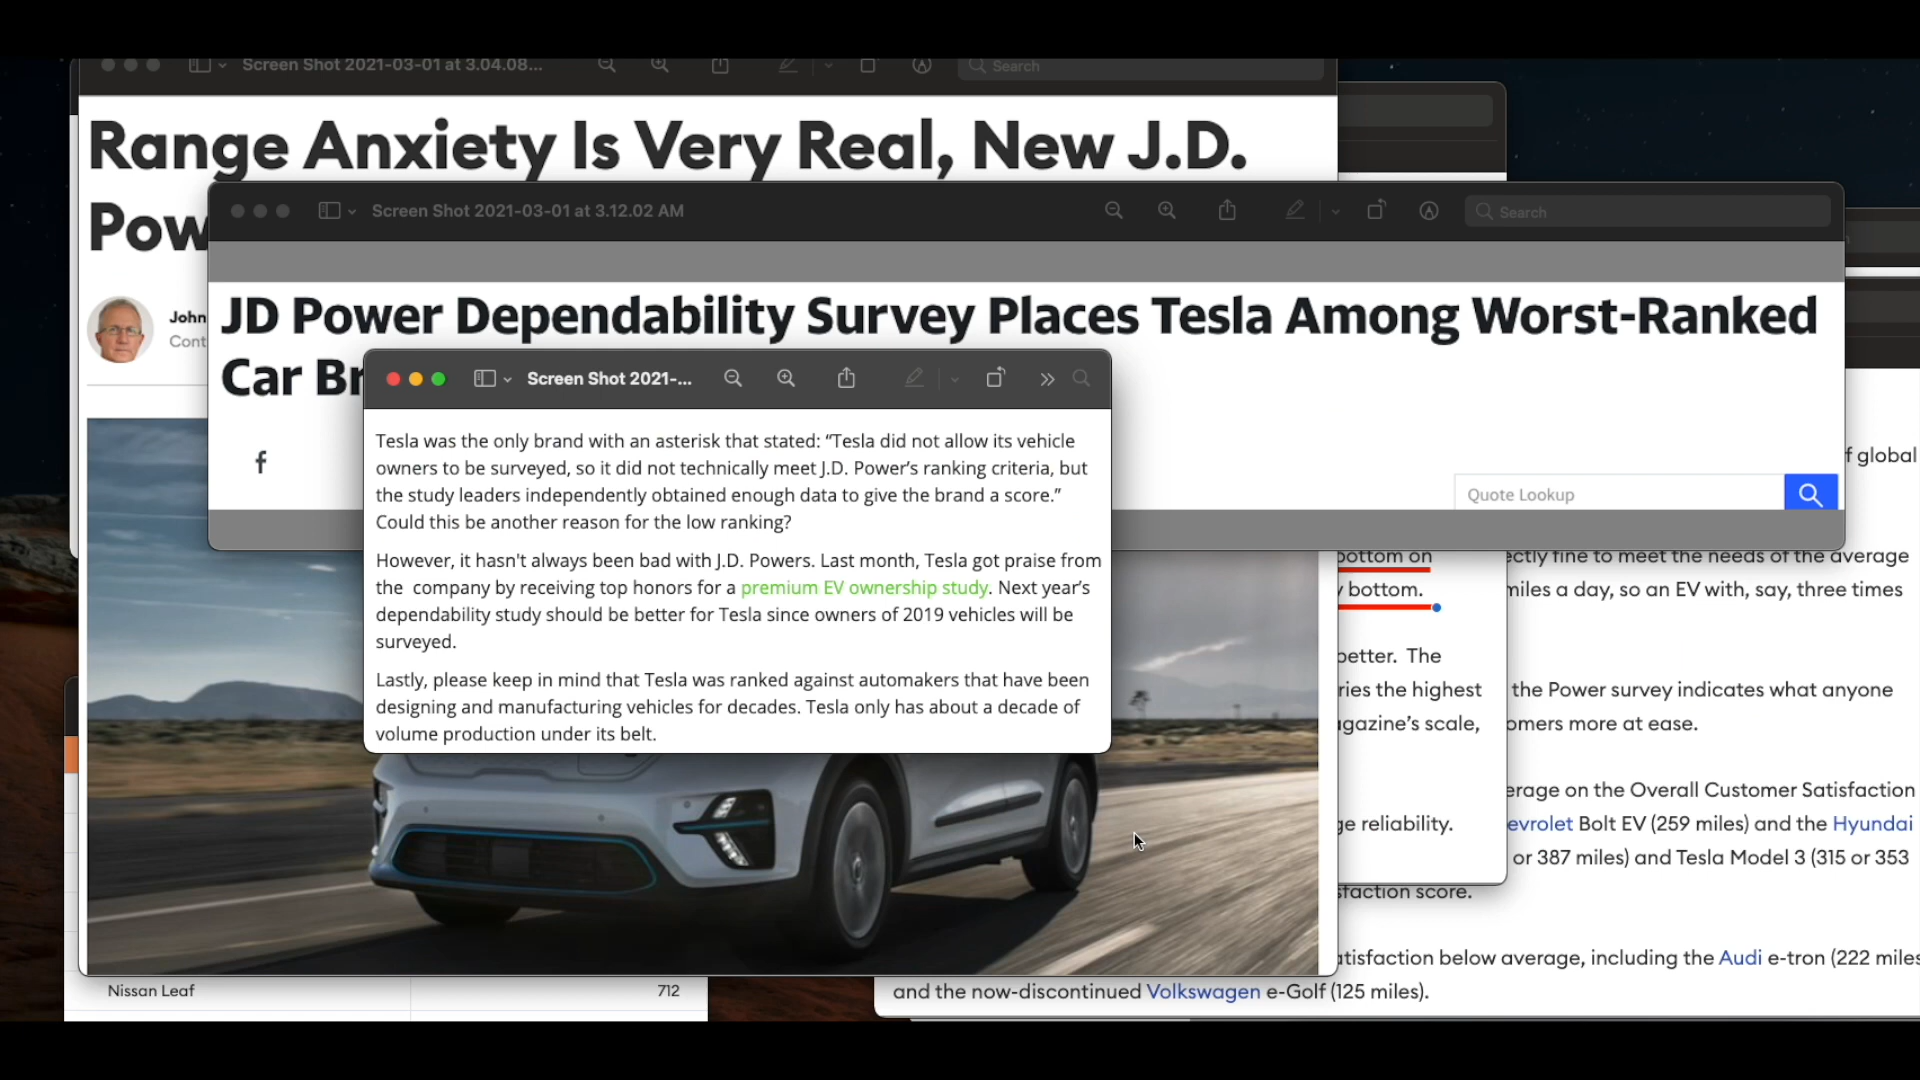 Screen Shot 2021-03-01 at 3.04.08...
Search
Range Anxiety Is Very Real, New J.D.
John
Screen Shot 2021-03-01 at 3.12.02 AM
Search
JD Power Dependability Survey Places Tesla Among Worst-Ranked
Car
Quote Lookup
Screen Shot 2021-...
Tesla was the only brand with an asterisk that stated: “Tesla did not allow its vehicle
owners to be surveyed, so it did not technically meet J.D. Power’s ranking criteria, but
the study leaders independently obtained enough data to give the brand a score.”
Could this be another reason for the low ranking?
However, it hasn't always been bad with J.D. Powers. Last month, Tesla got praise from
the company by receiving top honors for a premium EV ownership study. Next year’s
dependability study should be better for Tesla since owners of 2019 vehicles will be
surveyed.
Lastly, please keep in mind that Tesla was ranked against automakers that have been
designing and manufacturing vehicles for decades. Tesla only has about a decade of
volume production under its belt.
bottom on
bottom.
better. The
the highest
scale,
reliability.
global
fine to meet the needs of the average
miles a day, so an EV with, say, three times
the Power survey indicates what anyone
more at ease.
on the Overall Customer Satisfaction
Bolt EV (259 miles) and the Hyundai
or 387 miles) and Tesla Model 3 (315 or 353
score.
satisfaction below average, including the Audi e-tron (222 miles
and the now-discontinued Volkswagen e-Golf (125 miles).
Nissan Leaf 712